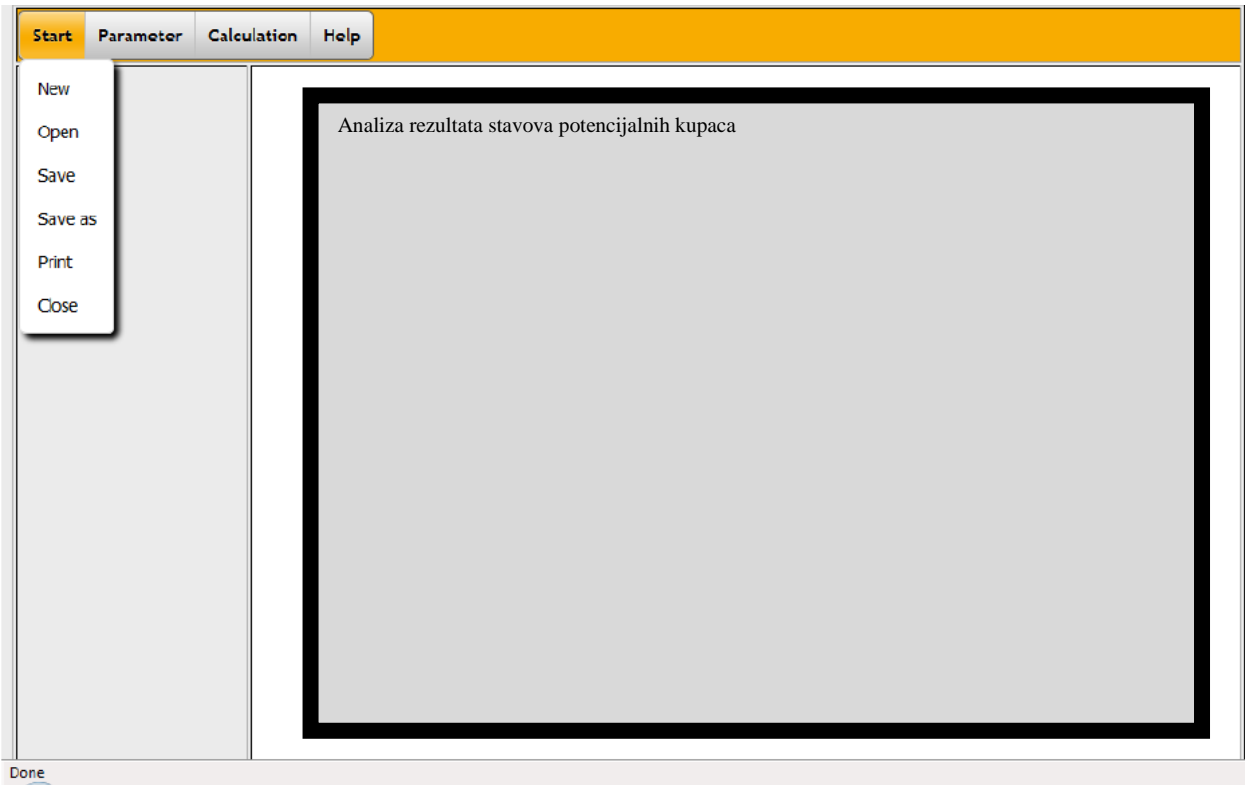 Start Parameter Calculation Help
New
Open
Save
Save as
Print
Close
Analiza rezultata stavova potencijalnih kupaca
Done